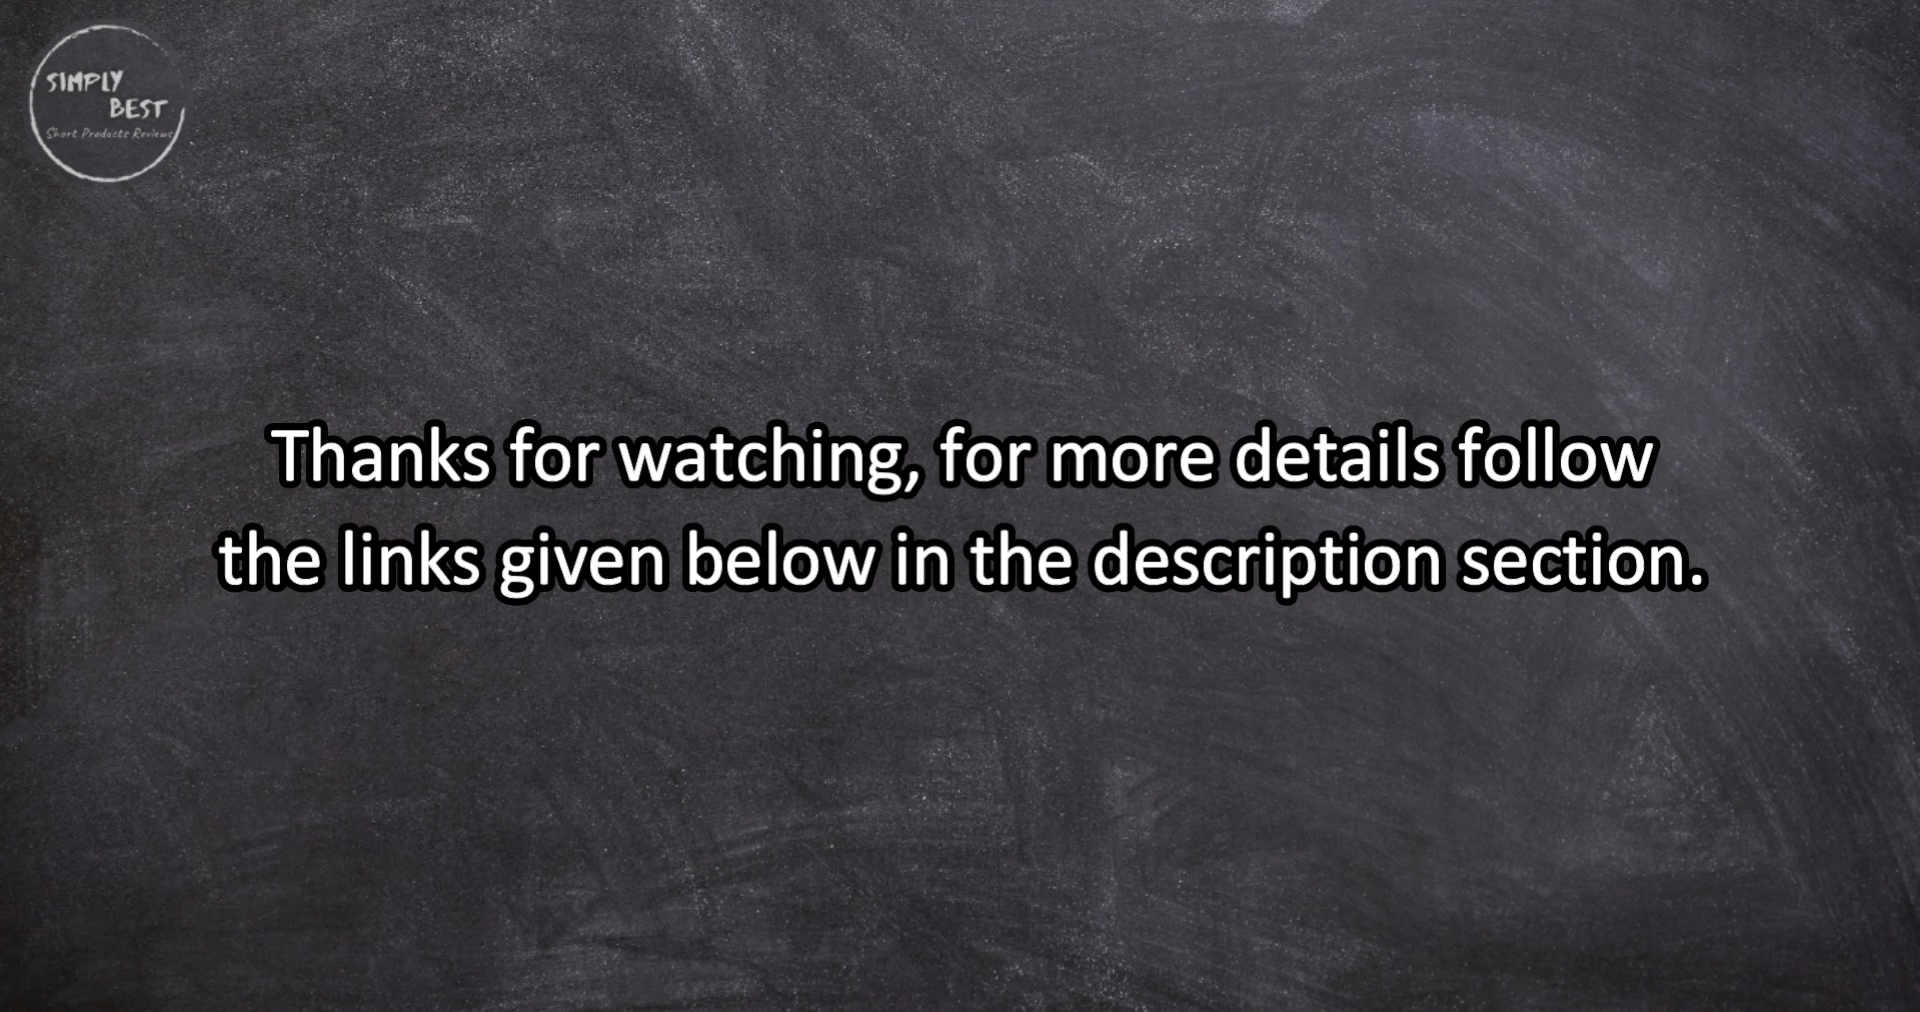 SIMPLY
BEST
Short Products Reviews
Thanks for watching, for more details follow
the links given below in the description section.